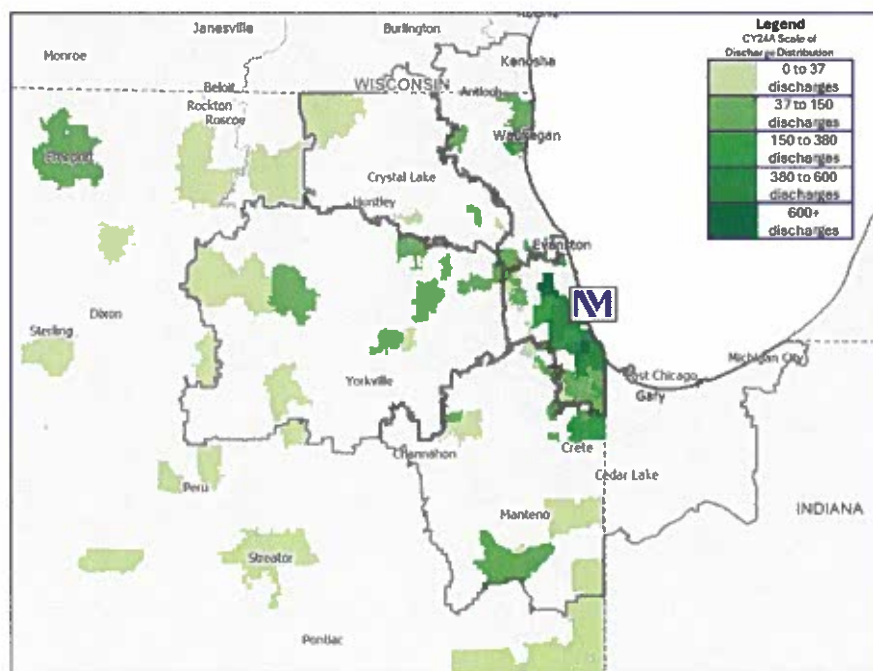 Janesville
Burlington
Legend
CY24A Scale of
Discharge Distribution
Monroe
Kenosha
0 to 37
discharges
Beloit
WISCONSIN
Antioch
Rockton
Roscoe
37 to 150
discharges
Waukegan
150 to 380
discharges
Freeport
Crystal Lake
380 to 600
discharges
Huntley
600+
discharges
Evanston
NM
Dixon
Sterling
Michigan City
East Chicago
Yorkville
Gary
Crete
Channahon
Cedar Lake
Peru
Manteno
INDIANA
Streator
Pontiac